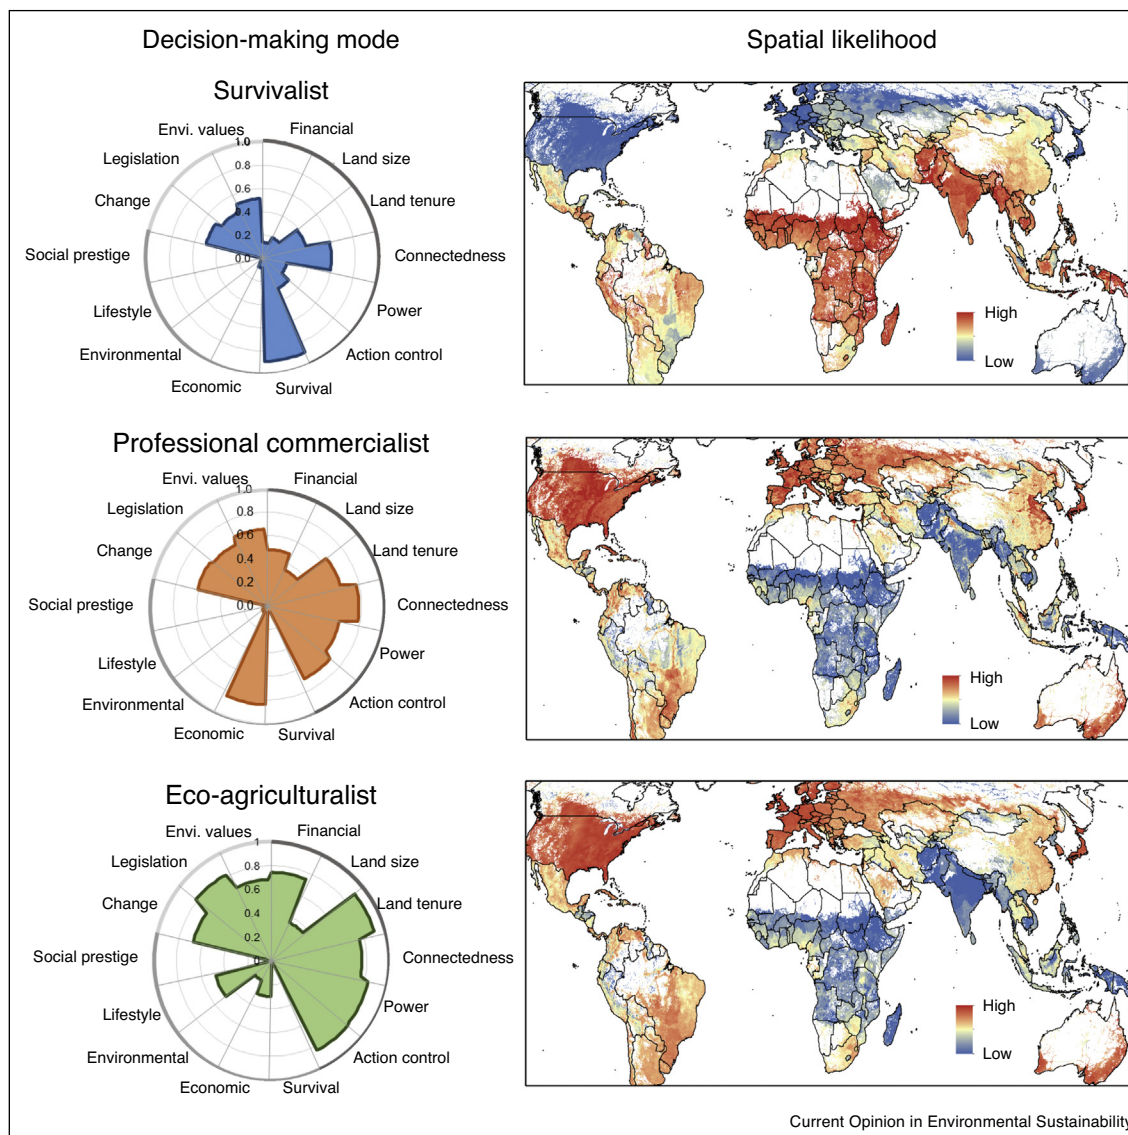 Decision-making mode
Spatial likelihood
Survivalist
Envi. values
Financial
Legislation
Land size
Change
Land tenure
Social prestige
Connectedness
Lifestyle
Power
Environmental
Action control
Economic
Survival
1.0
0.8
0.6
0.4
0.2
0.0
High
Low
Professional commercialist
Envi. values
Financial
Legislation
Land size
Change
Land tenure
Social prestige
Connectedness
Lifestyle
Power
Environmental
Action control
Economic
Survival
1.0
0.8
0.6
0.4
0.2
0.0
High
Low
Eco-agriculturalist
Envi. values
Financial
Legislation
Land size
Change
Land tenure
Social prestige
Connectedness
Lifestyle
Power
Environmental
Action control
Economic
Survival
1
0.8
0.6
0.4
0.2
0
High
Low
Current Opinion in Environmental Sustainability